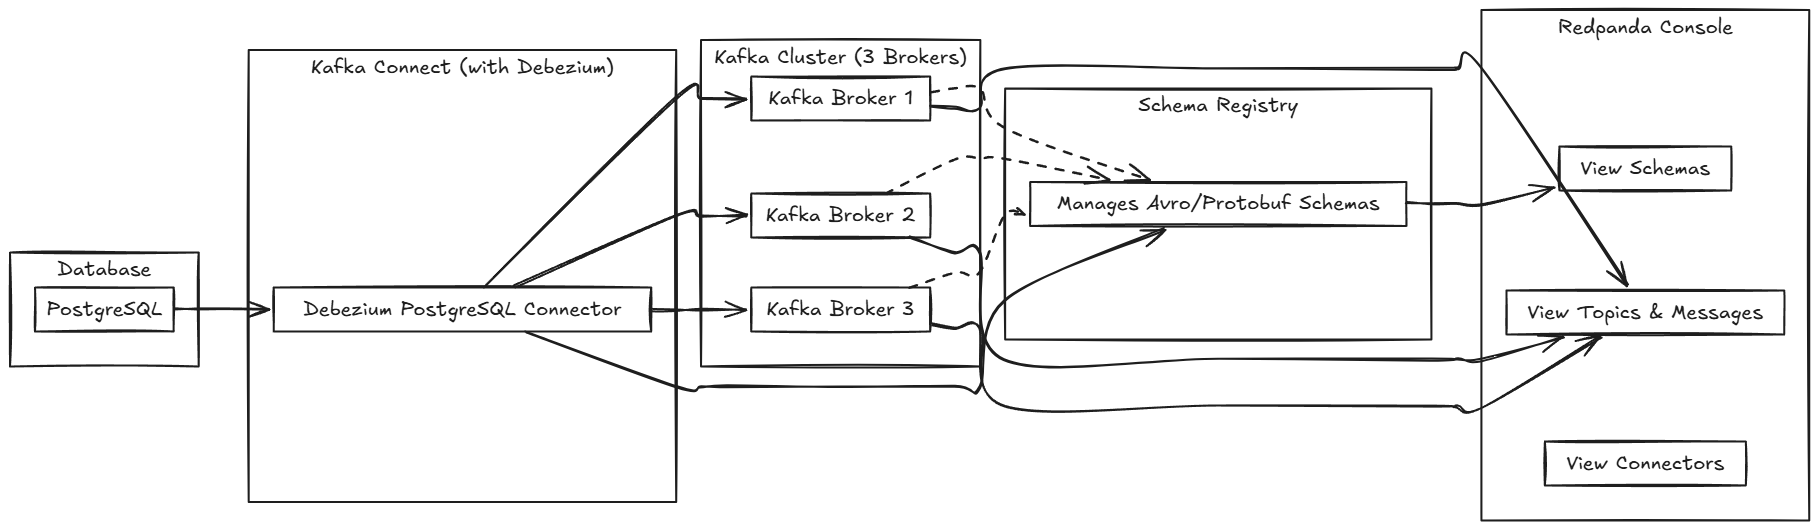 Database
PostgreSQL
Kafka Connect (with Debezium)
Debezium PostgreSQL Connector
Kafka Cluster (3 Brokers)
Kafka Broker 1
Kafka Broker 2
Kafka Broker 3
Schema Registry
Manages Avro/Protobuf Schemas
Redpanda Console
View Schemas
View Topics & Messages
View Connectors